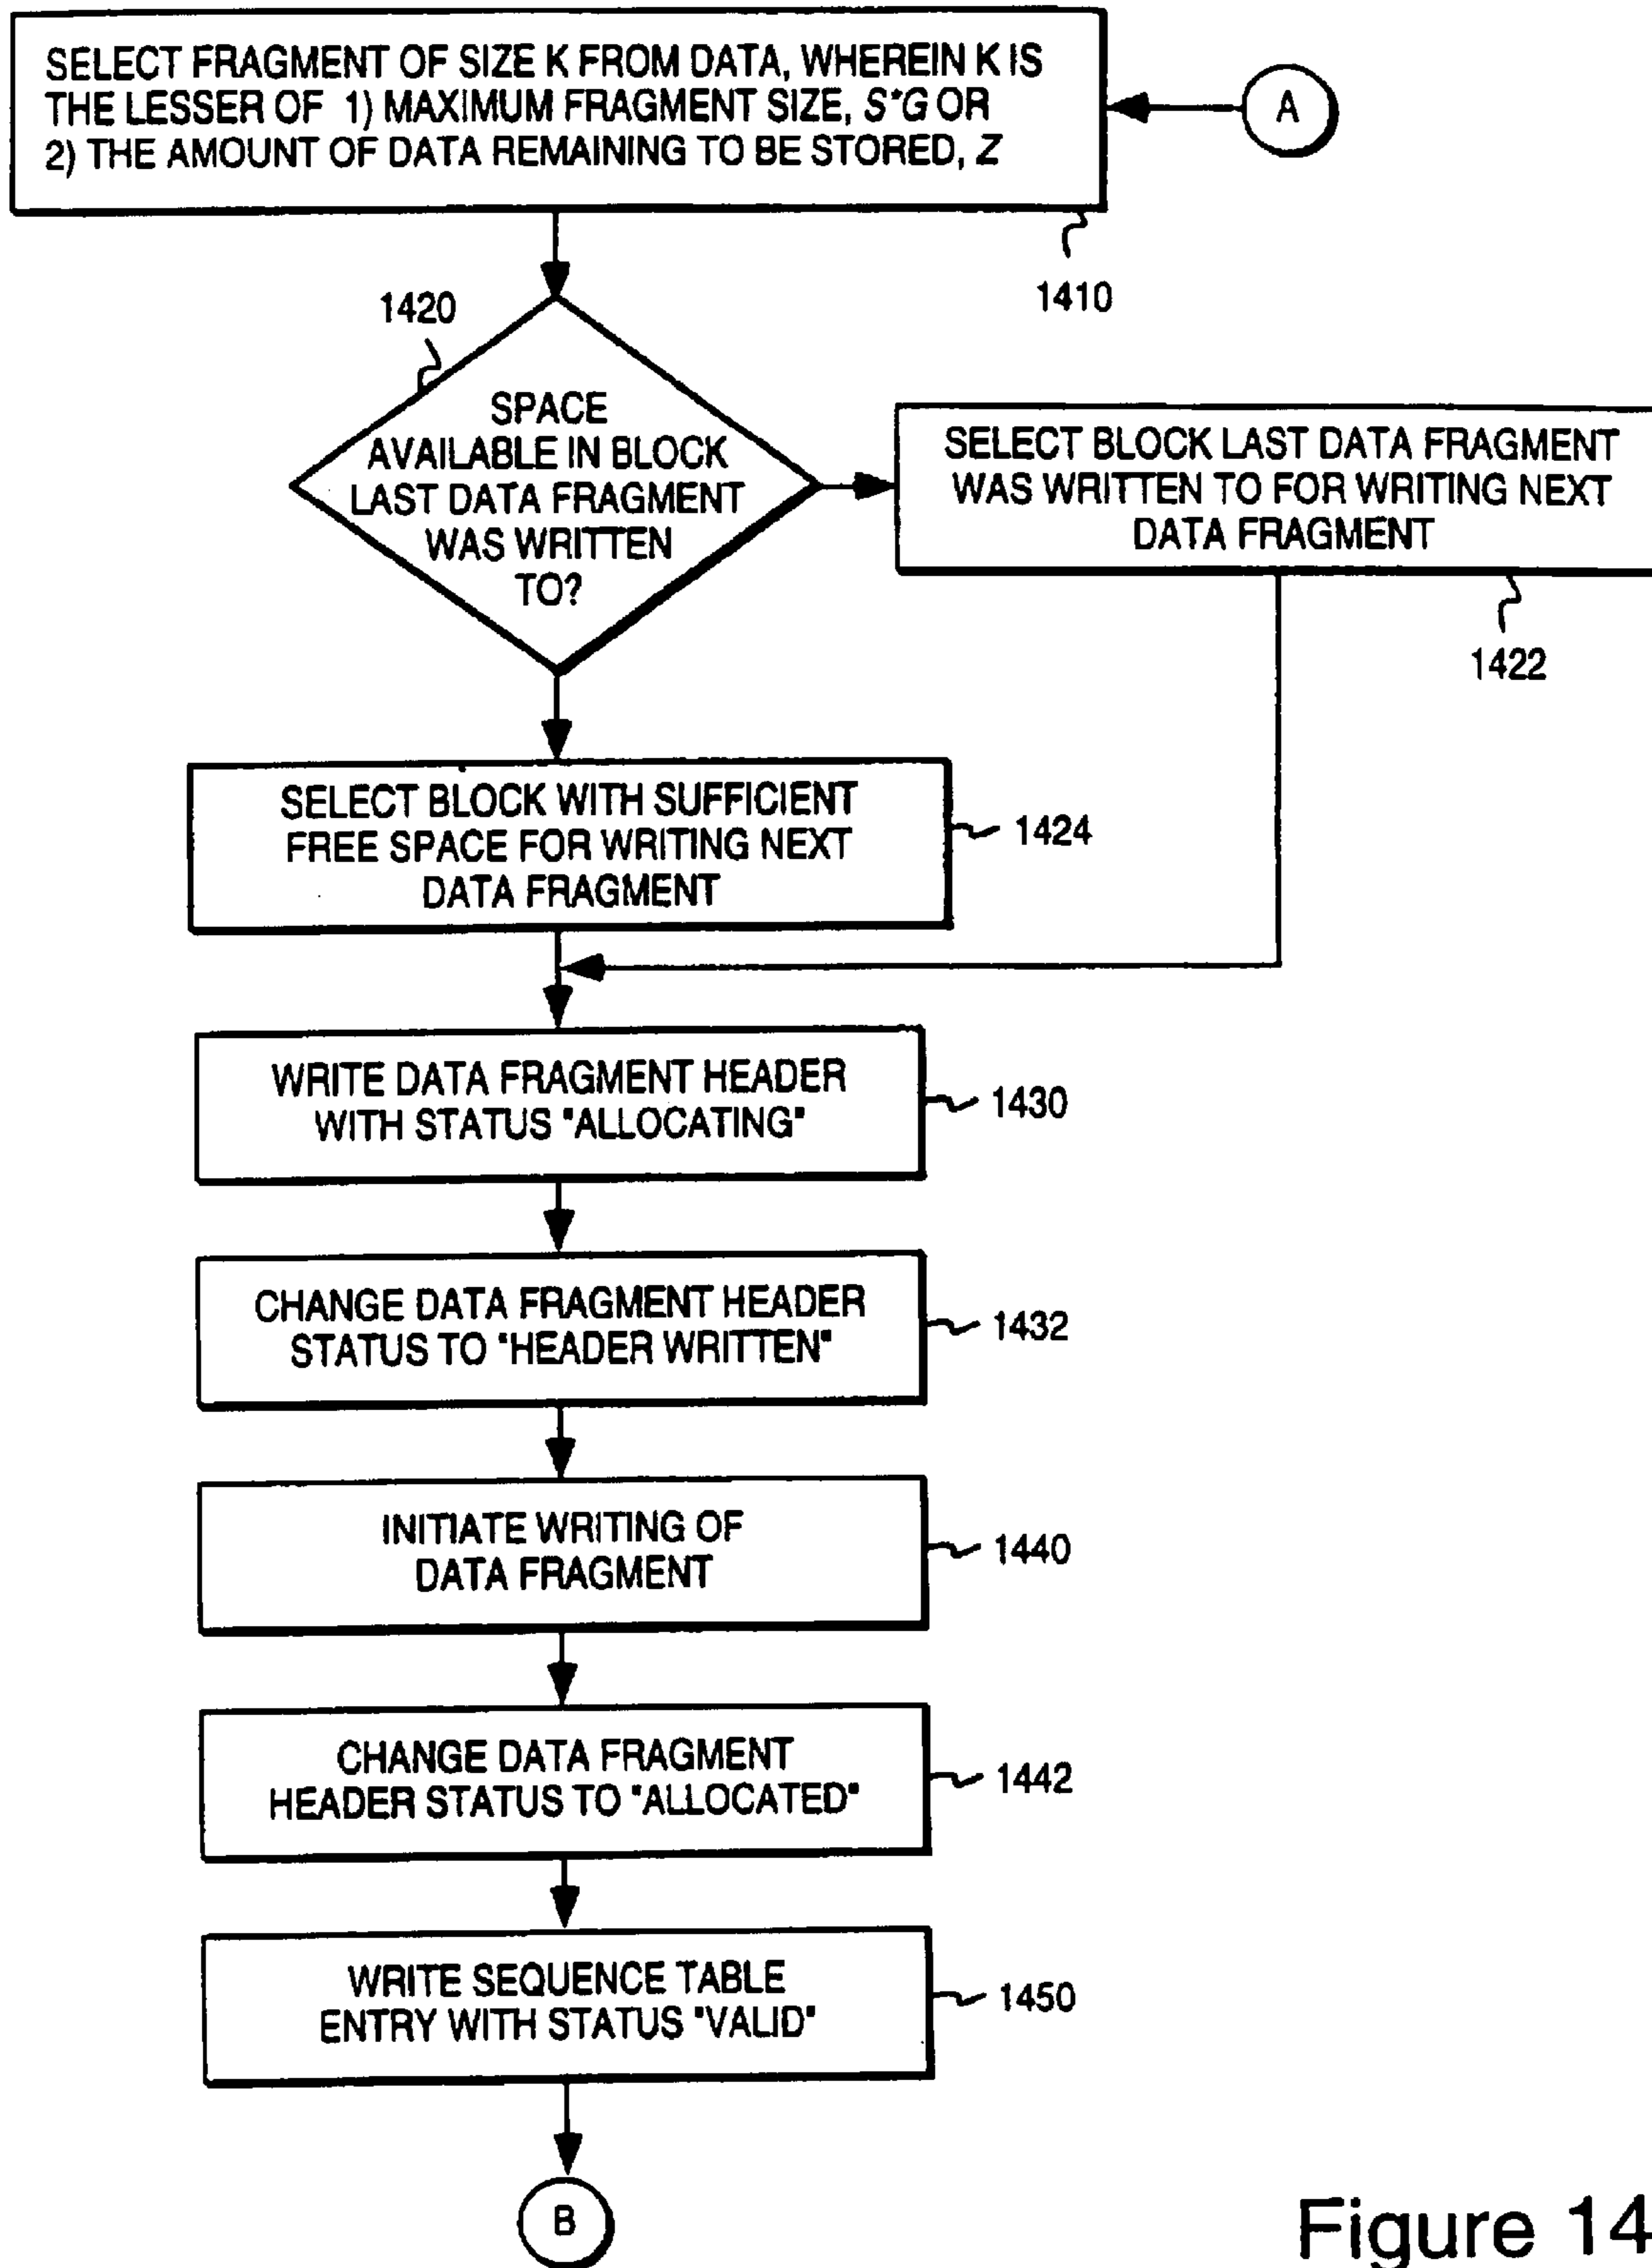 SELECT FRAGMENT OF SIZE K FROM DATA, WHEREIN K IS
THE LESSER OF 1) MAXIMUM FRAGMENT SIZE, S*G OR
2) THE AMOUNT OF DATA REMAINING TO BE STORED, Z
A
1410
1420
SPACE
AVAILABLE IN BLOCK
LAST DATA FRAGMENT
WAS WRITTEN
TO?
SELECT BLOCK LAST DATA FRAGMENT
WAS WRITTEN TO FOR WRITING NEXT
DATA FRAGMENT
1422
SELECT BLOCK WITH SUFFICIENT
FREE SPACE FOR WRITING NEXT
DATA FRAGMENT
1424
WRITE DATA FRAGMENT HEADER
WITH STATUS "ALLOCATING"
1430
CHANGE DATA FRAGMENT HEADER
STATUS TO "HEADER WRITTEN"
1432
INITIATE WRITING OF
DATA FRAGMENT
1440
CHANGE DATA FRAGMENT
HEADER STATUS TO "ALLOCATED"
1442
WRITE SEQUENCE TABLE
ENTRY WITH STATUS "VALID"
1450
B
Figure 14